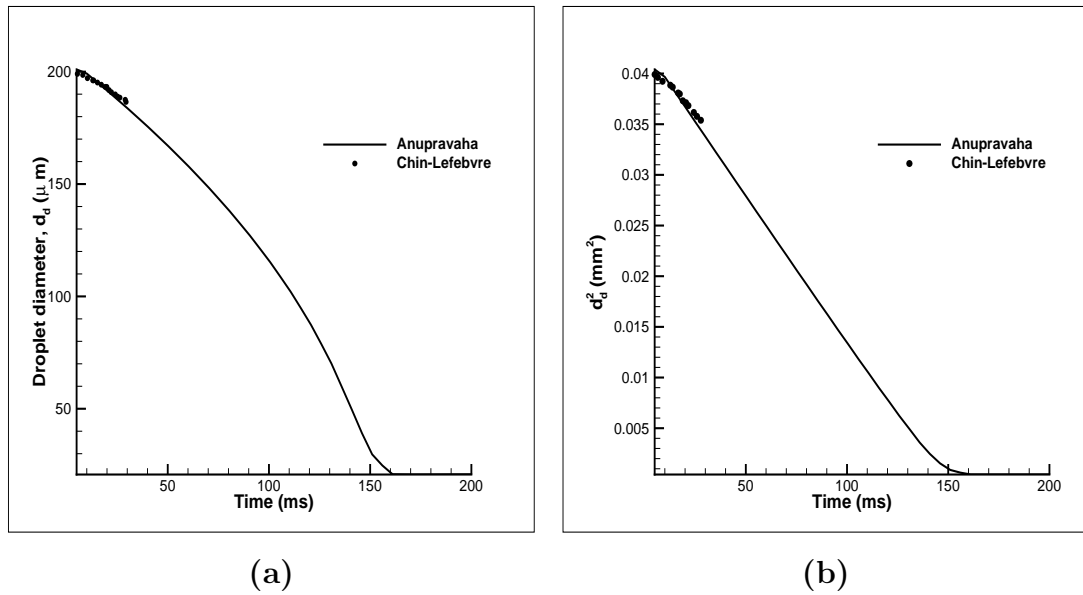 200
150
100
50
Droplet diameter, d_d (μ m)
Anupravaha
Chin-Lefebvre
50 100 150 200
Time (ms)
(a)
0.04
0.035
0.03
0.025
0.02
0.015
0.01
0.005
d_d^2 (mm^2)
Anupravaha
Chin-Lefebvre
50 100 150 200
Time (ms)
(b)